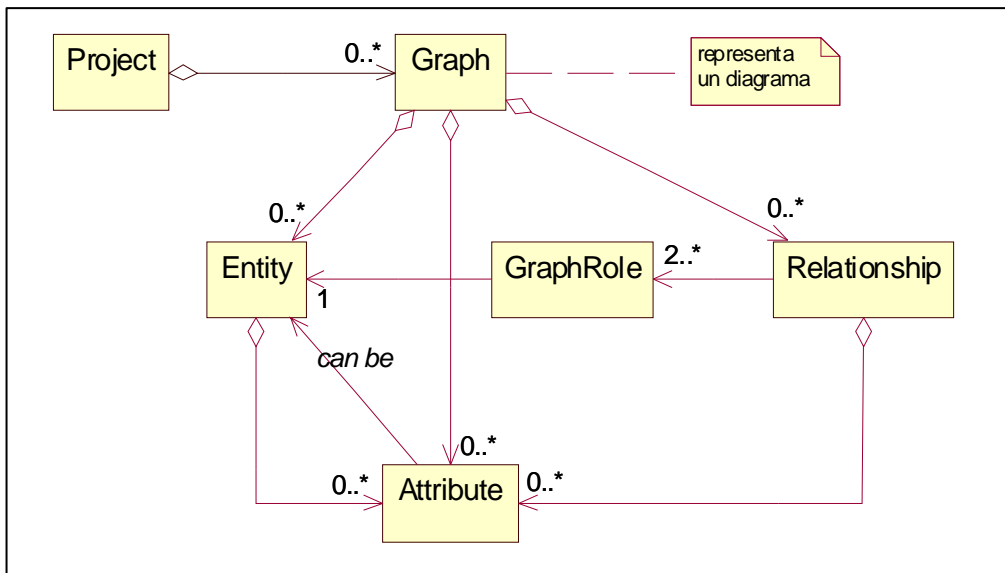 Project
0..*
Graph
representa
un diagrama
0..*
0..*
Entity
GraphRole
2..*
Relationship
1
can be
0..*
0..*
Attribute
0..*